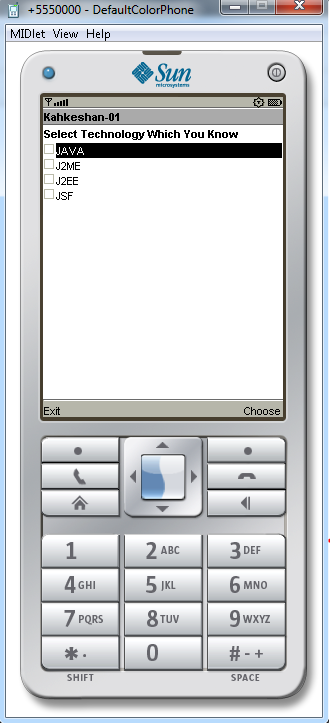 +5550000 - DefaultColorPhone
MIDlet View Help
Sun
microsystems
Kahkeshan-01
Select Technology Which You Know
JAVA
J2ME
J2EE
JSF
Exit Choose
1 2 ABC 3 DEF
4 GHI 5 JKL 6 MNO
7 PQRS 8 TUV 9 WXYZ
* . 0 # - +
SHIFT SPACE